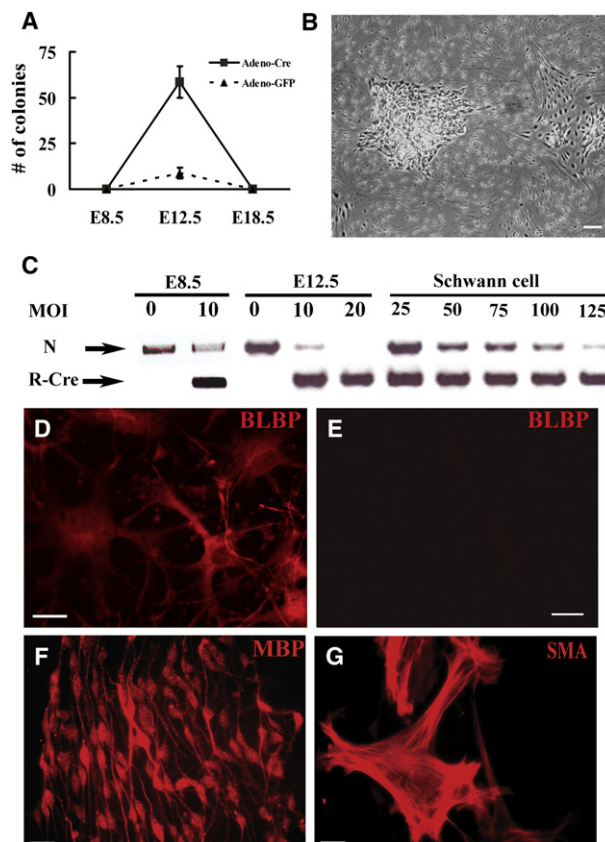 A
75
50
25
0
# of colonies
Adeno-Cre
Adeno-GFP
E8.5 E12.5 E18.5
B
C
E8.5 E12.5 Schwann cell
MOI 0 10 0 10 20 25 50 75 100 125
N
R-Cre
D BLBP
E BLBP
F MBP
G SMA